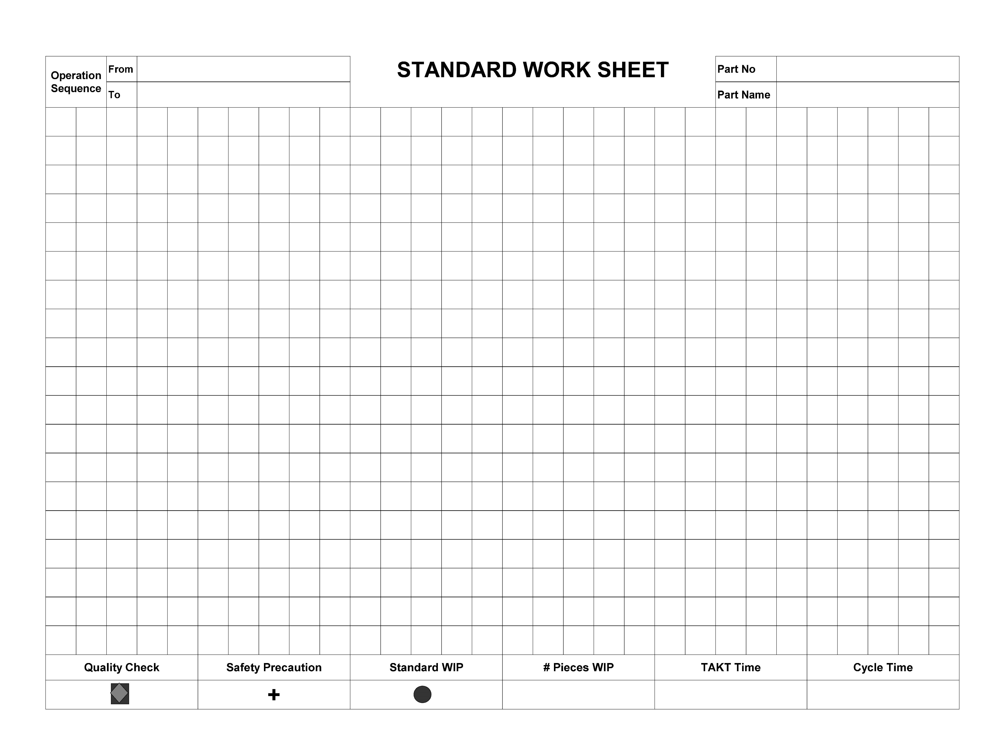 Operation
Sequence
From
To
STANDARD WORK SHEET
Part No
Part Name
Quality Check
Safety Precaution
Standard WIP
# Pieces WIP
TAKT Time
Cycle Time
+